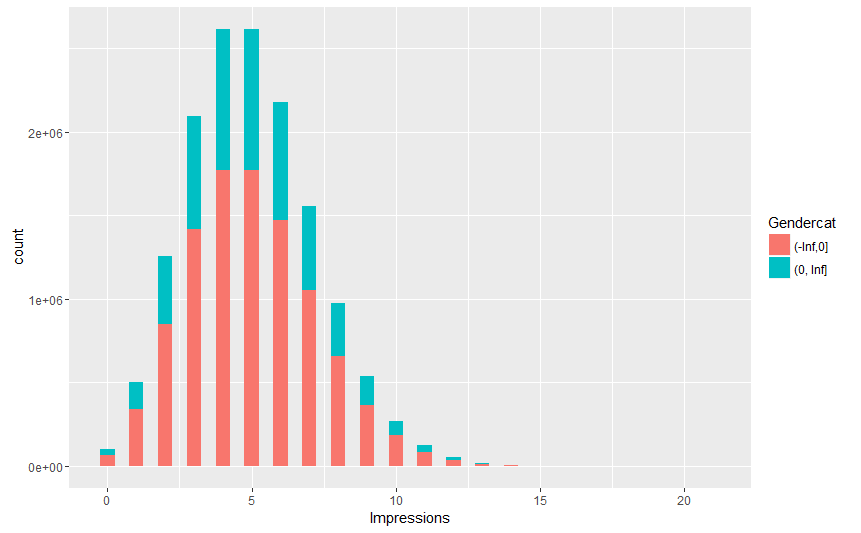 count
2e+06
1e+06
0e+00
0 5 10 15 20
Impressions
Gendercat
(-Inf,0]
(0, Inf]